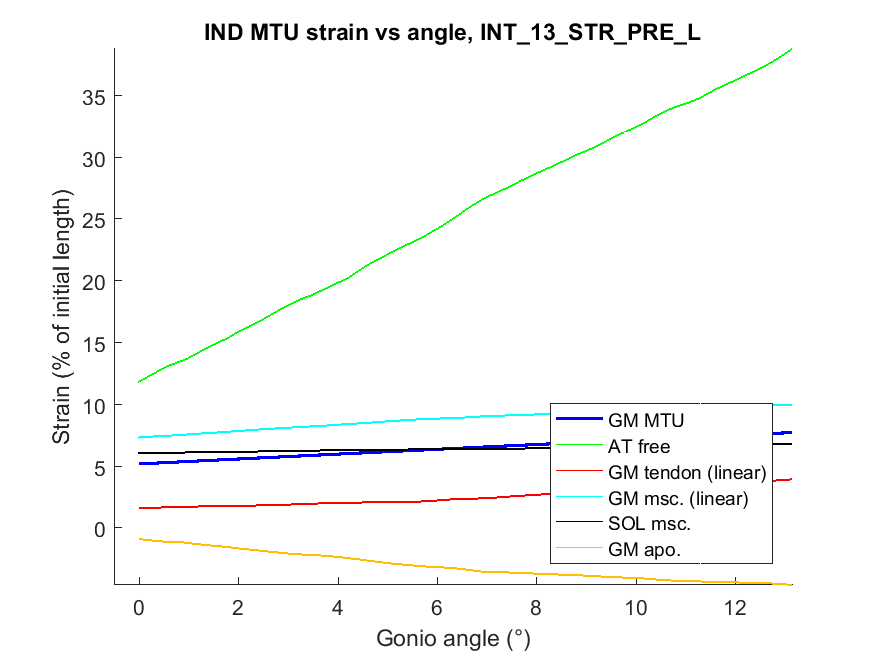 IND MTU strain vs angle, INT_13_STR_PRE_L
Strain (% of initial length)
35
30
25
20
15
10
5
0
GM MTU
AT free
GM tendon (linear)
GM msc. (linear)
SOL msc.
GM apo.
0 2 4 6 8 10 12
Gonio angle (°)